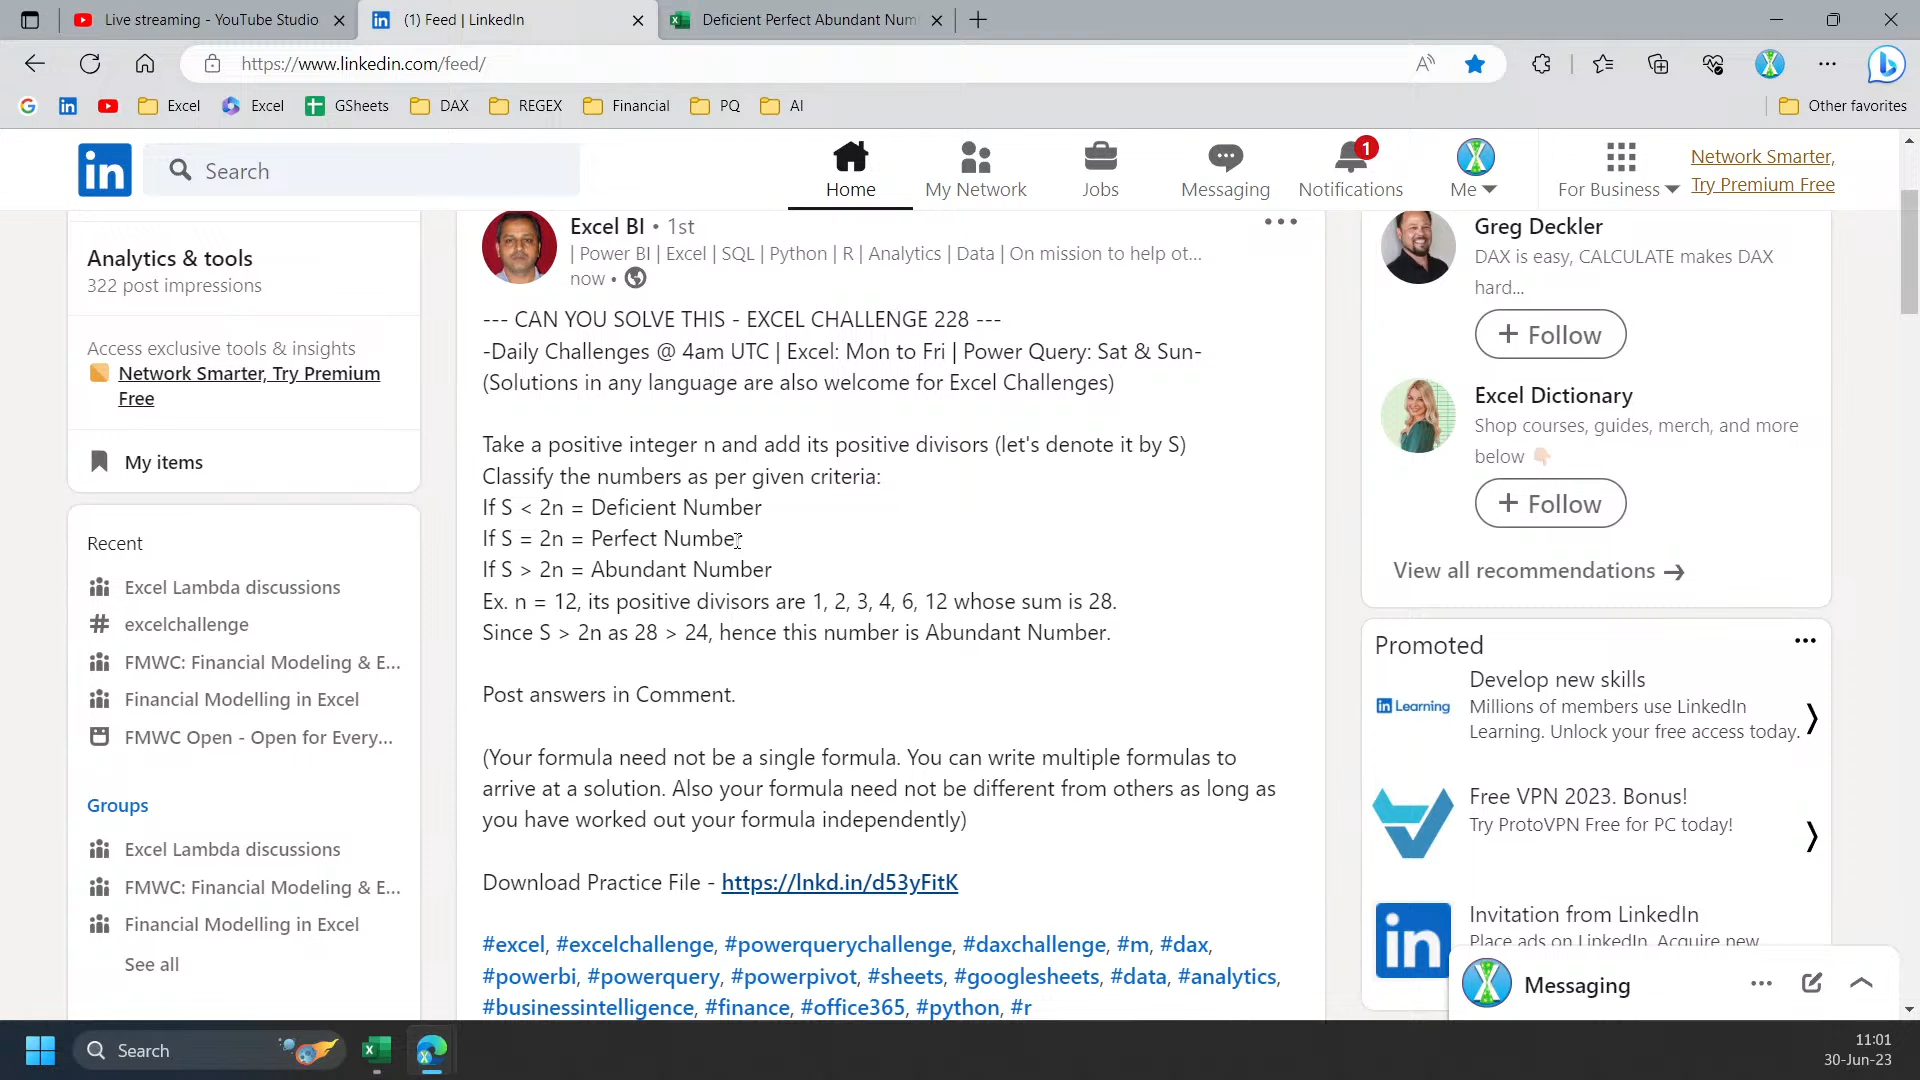 Live streaming - YouTube Studio
(1) Feed | LinkedIn
Deficient Perfect Abundant Num
https://www.linkedin.com/feed/
Excel
Excel
GSheets
DAX
REGEX
Financial
PQ
AI
Other favorites
in
Search
Home
My Network
Jobs
Messaging
1
Notifications
Me
For Business
Network Smarter,
Try Premium Free
Analytics & tools
322 post impressions
Access exclusive tools & insights
Network Smarter, Try Premium
Free
My items
Recent
Excel Lambda discussions
# excelchallenge
FMWC: Financial Modeling & E...
Financial Modelling in Excel
FMWC Open - Open for Every...
Groups
Excel Lambda discussions
FMWC: Financial Modeling & E...
Financial Modelling in Excel
See all
Excel BI • 1st
| Power BI | Excel | SQL | Python | R | Analytics | Data | On mission to help ot...
now •
--- CAN YOU SOLVE THIS - EXCEL CHALLENGE 228 ---
-Daily Challenges @ 4am UTC | Excel: Mon to Fri | Power Query: Sat & Sun-
(Solutions in any language are also welcome for Excel Challenges)
Take a positive integer n and add its positive divisors (let's denote it by S)
Classify the numbers as per given criteria:
If S < 2n = Deficient Number
If S = 2n = Perfect Number
If S > 2n = Abundant Number
Ex. n = 12, its positive divisors are 1, 2, 3, 4, 6, 12 whose sum is 28.
Since S > 2n as 28 > 24, hence this number is Abundant Number.
Post answers in Comment.
(Your formula need not be a single formula. You can write multiple formulas to
arrive at a solution. Also your formula need not be different from others as long as
you have worked out your formula independently)
Download Practice File - https://lnkd.in/d53yFitK
#excel, #excelchallenge, #powerquerychallenge, #daxchallenge, #m, #dax,
#powerbi, #powerquery, #powerpivot, #sheets, #googlesheets, #data, #analytics,
#businessintelligence, #finance, #office365, #python, #r
Greg Deckler
DAX is easy, CALCULATE makes DAX
hard...
+ Follow
Excel Dictionary
Shop courses, guides, merch, and more
below 👇🏻
+ Follow
View all recommendations →
Promoted
in Learning
Develop new skills
Millions of members use LinkedIn
Learning. Unlock your free access today.
Free VPN 2023. Bonus!
Try ProtoVPN Free for PC today!
in
Invitation from LinkedIn
Place ads on LinkedIn. Acquire new
Messaging
Search
11:01
30-Jun-23